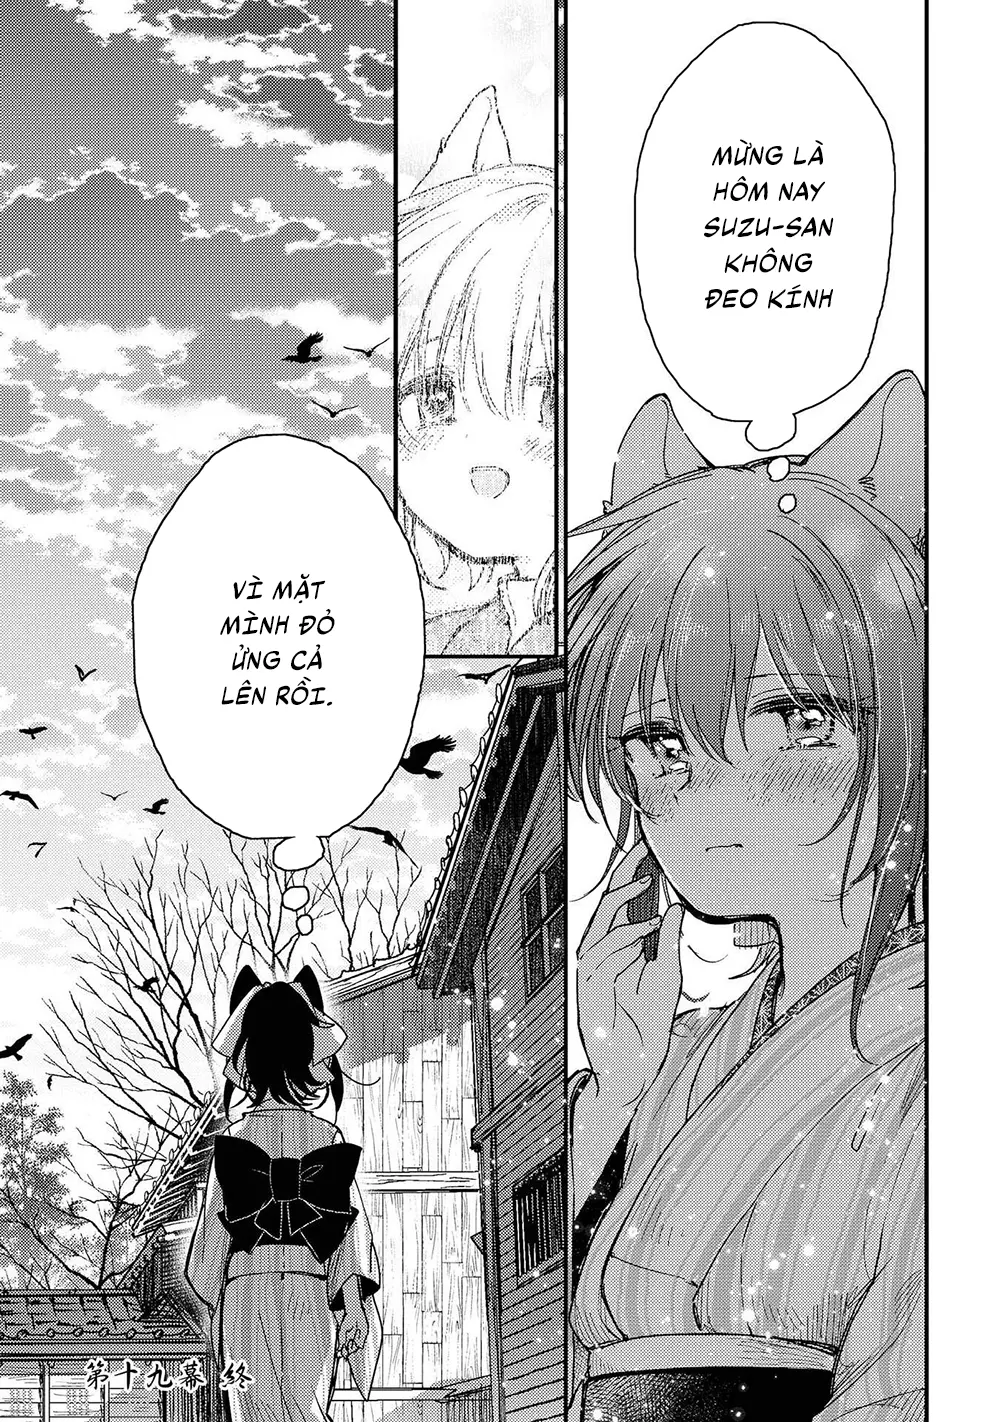 MỪNG LÀ
HÔM NAY
SUZU-SAN
KHÔNG
ĐEO KÍNH
VÌ MẶT
MÌNH ĐỎ
ỬNG CẢ
LÊN RỒI.
第十九幕 終